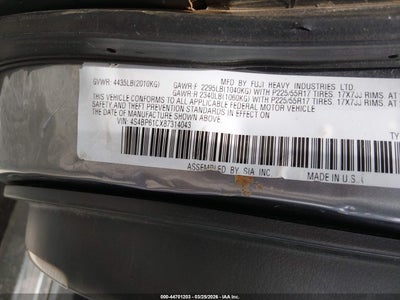 MFD. BY FUJI HEAVY INDUSTRIES LTD.
GVWR: 4435LB(2010KG) GAWR-F 2295LB(1040KG) WITH P225/55R17 TIRES 17X7JJ RIMS AT
GAWR-R 2340LB(1060KG) WITH P225/55R17 TIRES 17X7JJ RIMS AT
THIS VEHICLE CONFORMS TO ALL APPLICABLE FEDERAL MOTOR VEHICLE
SAFETY AND THEFT PREVENTION STANDARDS IN EFFECT ON THE
DATE OF MANUFACTURE SHOWN ABOVE.
VIN: 4S4BP61CX87314043 TY
ASSEMBLED BY SIA INC. MADE IN U.S.
000-44701203 - 03/25/2026 - IAA, Inc. (c)